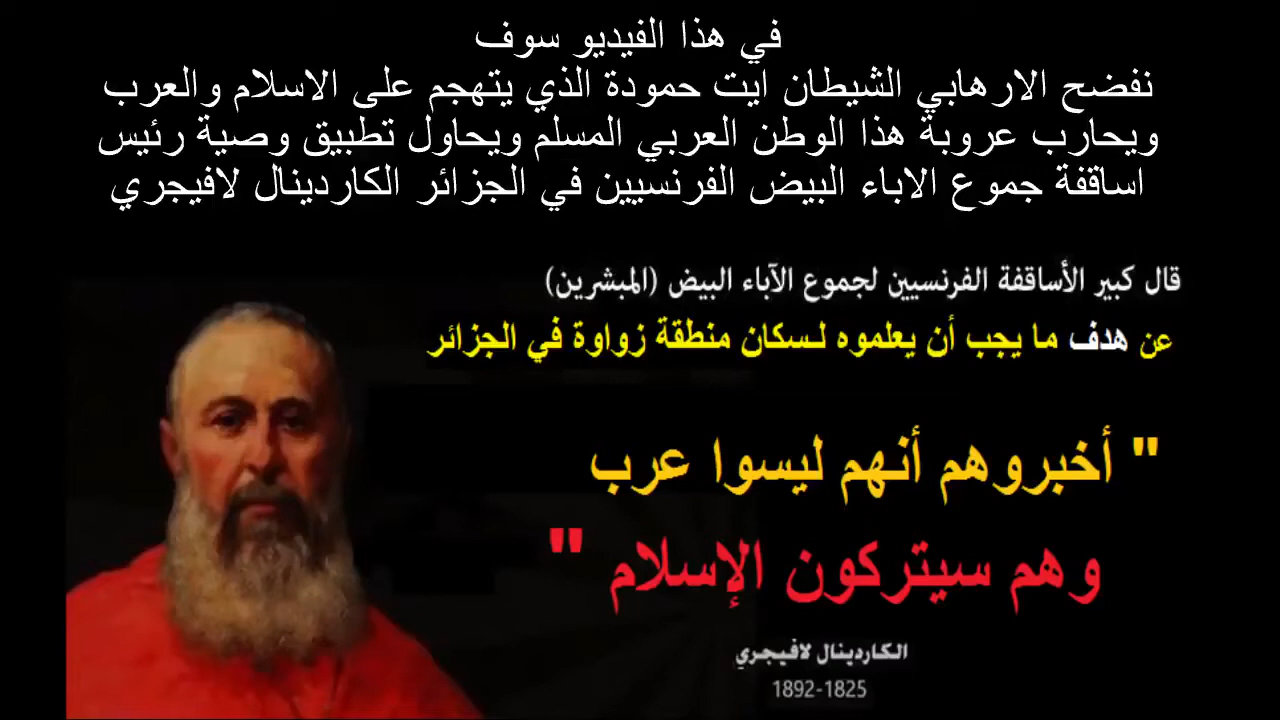 في هذا الفيديو سوف
نفضح الارهابي الشيطان ايت حمودة الذي يتهجم على الاسلام والعرب
ويحارب عروبة هذا الوطن العربي المسلم ويحاول تطبيق وصية رئيس
اساقفة جموع الاباء البيض الفرنسيين في الجزائر الكاردينال لافيجري
قال كبير الأساقفة الفرنسيين لجموع الآباء البيض (المبشرين)
عن هدف ما يجب أن يعلموه لسكان منطقة زواوة في الجزائر
" أخبروهم أنهم ليسوا عرب
وهم سيتركون الإسلام "
الكاردينال لافيجري
1892-1825